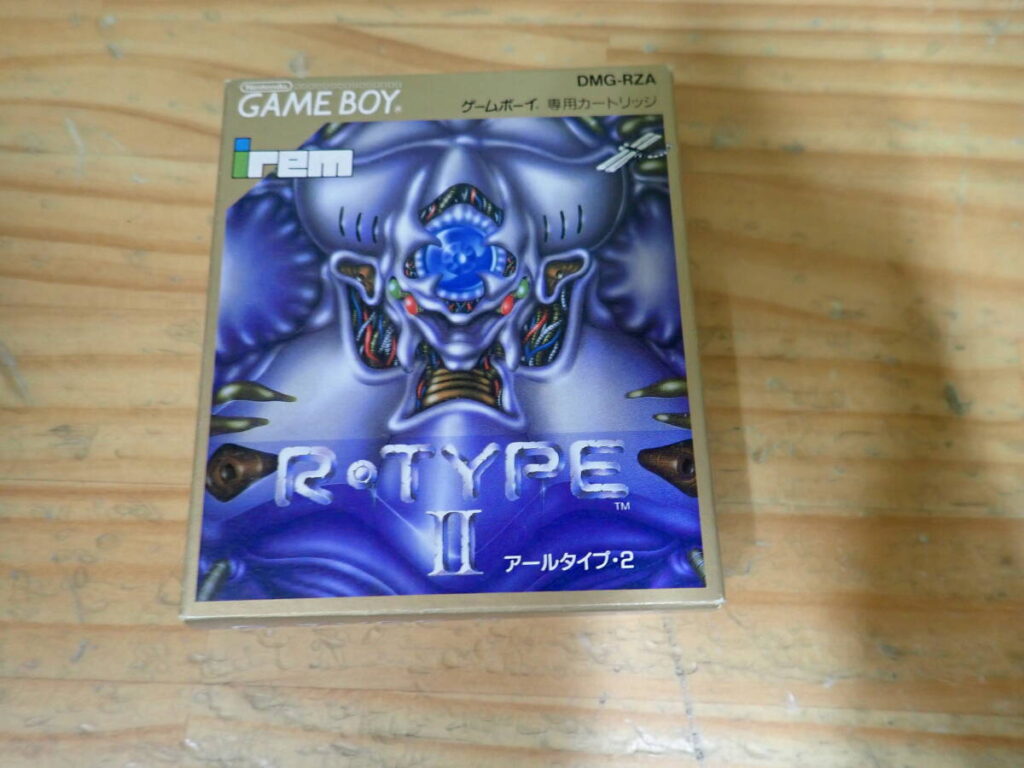 Nintendo
GAME BOY®
DMG-RZA
ゲームボーイ® 専用カートリッジ
irem
R•TYPE
TM
II
アールタイプ・2